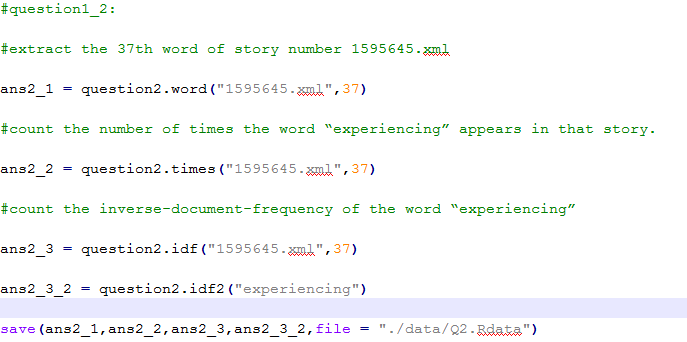 #question1_2:
#extract the 37th word of story number 1595645.xml
ans2_1 = question2.word("1595645.xml",37)
#count the number of times the word “experiencing” appears in that story.
ans2_2 = question2.times("1595645.xml",37)
#count the inverse-document-frequency of the word “experiencing”
ans2_3 = question2.idf("1595645.xml",37)
ans2_3_2 = question2.idf2("experiencing")
save(ans2_1,ans2_2,ans2_3,ans2_3_2,file = "./data/Q2.Rdata")